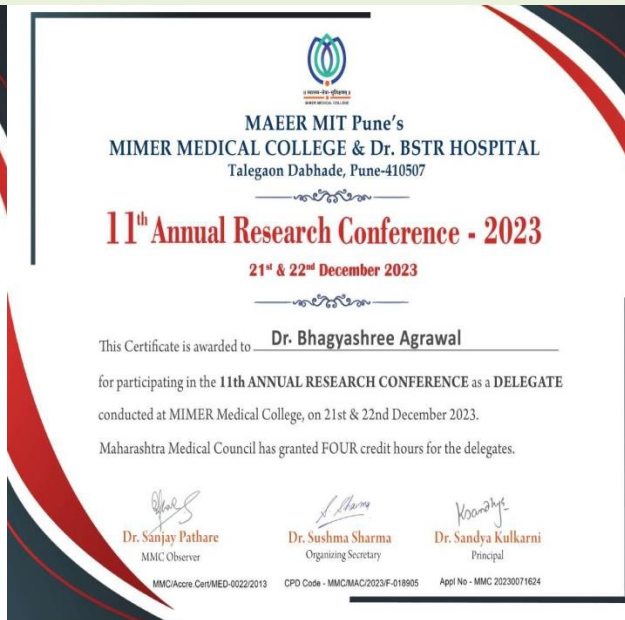 MIMER MEDICAL COLLEGE
MAEER MIT Pune's
MIMER MEDICAL COLLEGE & Dr. BSTR HOSPITAL
Talegaon Dabhade, Pune-410507
11th Annual Research Conference - 2023
21st & 22nd December 2023
This Certificate is awarded to Dr. Bhagyashree Agrawal
for participating in the 11th ANNUAL RESEARCH CONFERENCE as a DELEGATE
conducted at MIMER Medical College, on 21st & 22nd December 2023.
Maharashtra Medical Council has granted FOUR credit hours for the delegates.
S. Sharma
Dr. Sanjay Pathare Dr. Sushma Sharma Dr. Sandya Kulkarni
MMC Observer Organizing Secretary Principal
MMC/Accre.Cert/MED-0022/2013 CPD Code - MMC/MAC/2023/F-018905 Appl No - MMC 20230071624